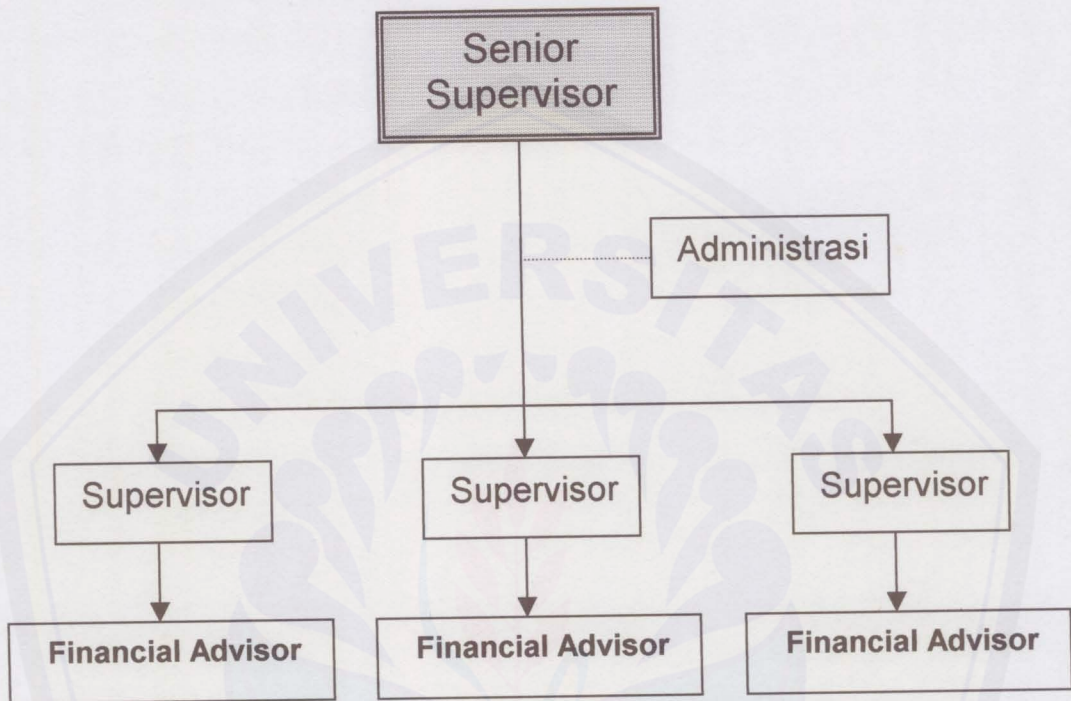 Senior
Supervisor
Administrasi
UNIVERSITAS
Supervisor
Supervisor
Supervisor
Financial Advisor
Financial Advisor
Financial Advisor